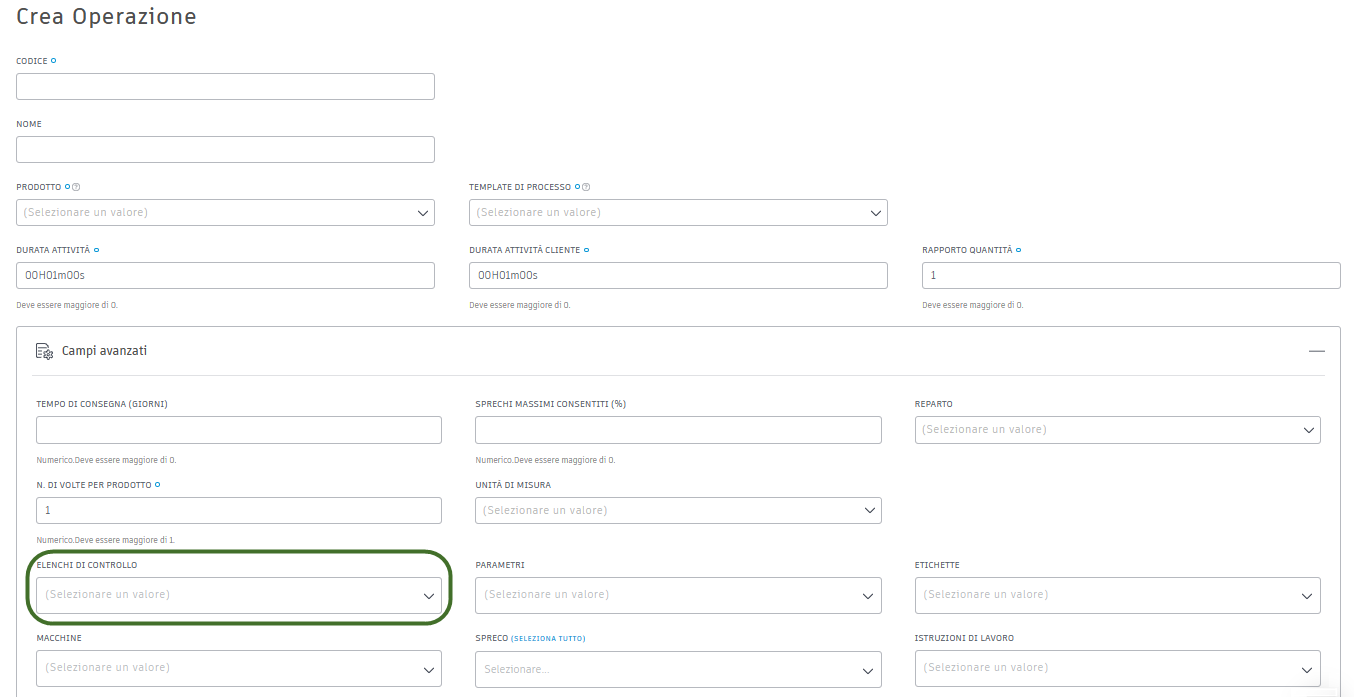 Crea Operazione
CODICE
NOME
PRODOTTO
TEMPLATE DI PROCESSO
(Selezionare un valore)
(Selezionare un valore)
DURATA ATTIVITÀ
DURATA ATTIVITÀ CLIENTE
RAPPORTO QUANTITÀ
00H01m00s
00H01m00s
1
Deve essere maggiore di 0.
Deve essere maggiore di 0.
Deve essere maggiore di 0.
Campi avanzati
TEMPO DI CONSEGNA (GIORNI)
SPRECHI MASSIMI CONSENTITI (%)
REPARTO
(Selezionare un valore)
Numerico.Deve essere maggiore di 0.
Numerico.Deve essere maggiore di 0.
N. DI VOLTE PER PRODOTTO
UNITÀ DI MISURA
1
(Selezionare un valore)
Numerico.Deve essere maggiore di 1.
ELENCHI DI CONTROLLO
PARAMETRI
ETICHETTE
(Selezionare un valore)
(Selezionare un valore)
(Selezionare un valore)
MACCHINE
SPRECO (SELEZIONA TUTTO)
ISTRUZIONI DI LAVORO
(Selezionare un valore)
Selezionare...
(Selezionare un valore)